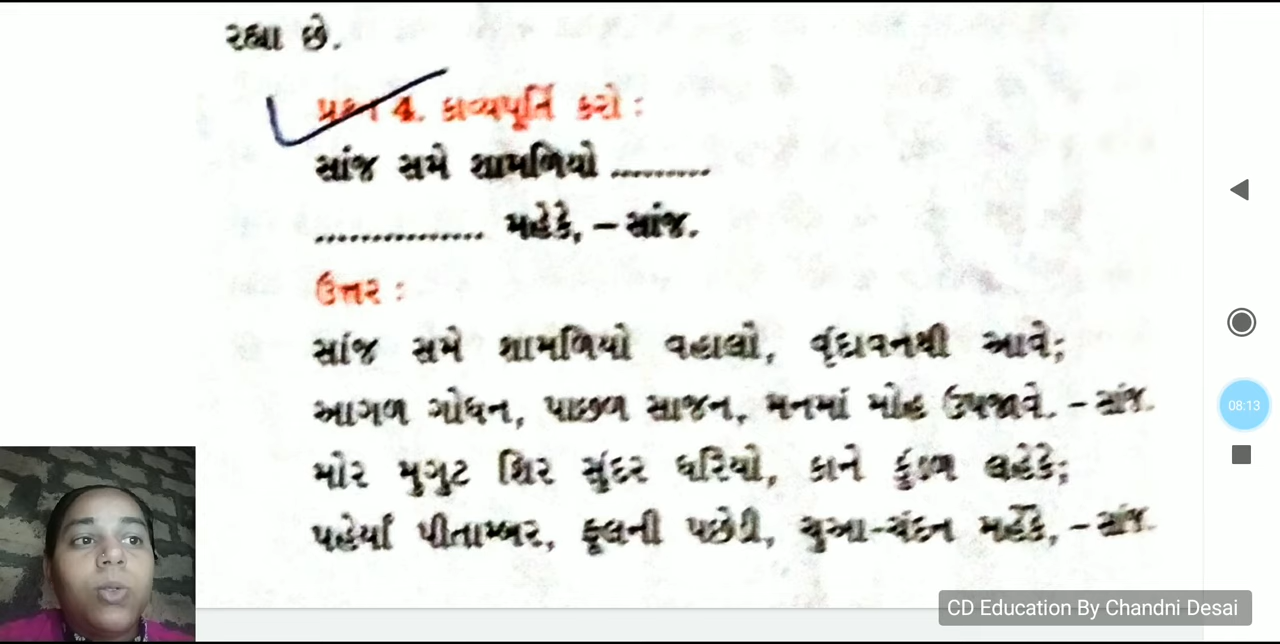 રહ્યા છે.
પ્રશ્ન 4. કાવ્યપૂર્તિ કરો :
સાંજ સમે શામળિયો .........
............... મહેકે, – સાંજ.
ઉત્તર :
સાંજ સમે શામળિયો વહાલો, વૃંદાવનથી આવે;
આગળ ગોધન, પાછળ સાજન, મનમાં મોહ ઉપજાવે. – સાંજ.
મોર મુગુટ શિર સુંદર ધરિયો, કાને કુંડળ લહેકે;
પહેર્યાં પીતામ્બર, ફૂલની પછેડી, ચુઆ-ચંદન મહેંકે, – સાંજ.
08:13
CD Education By Chandni Desai